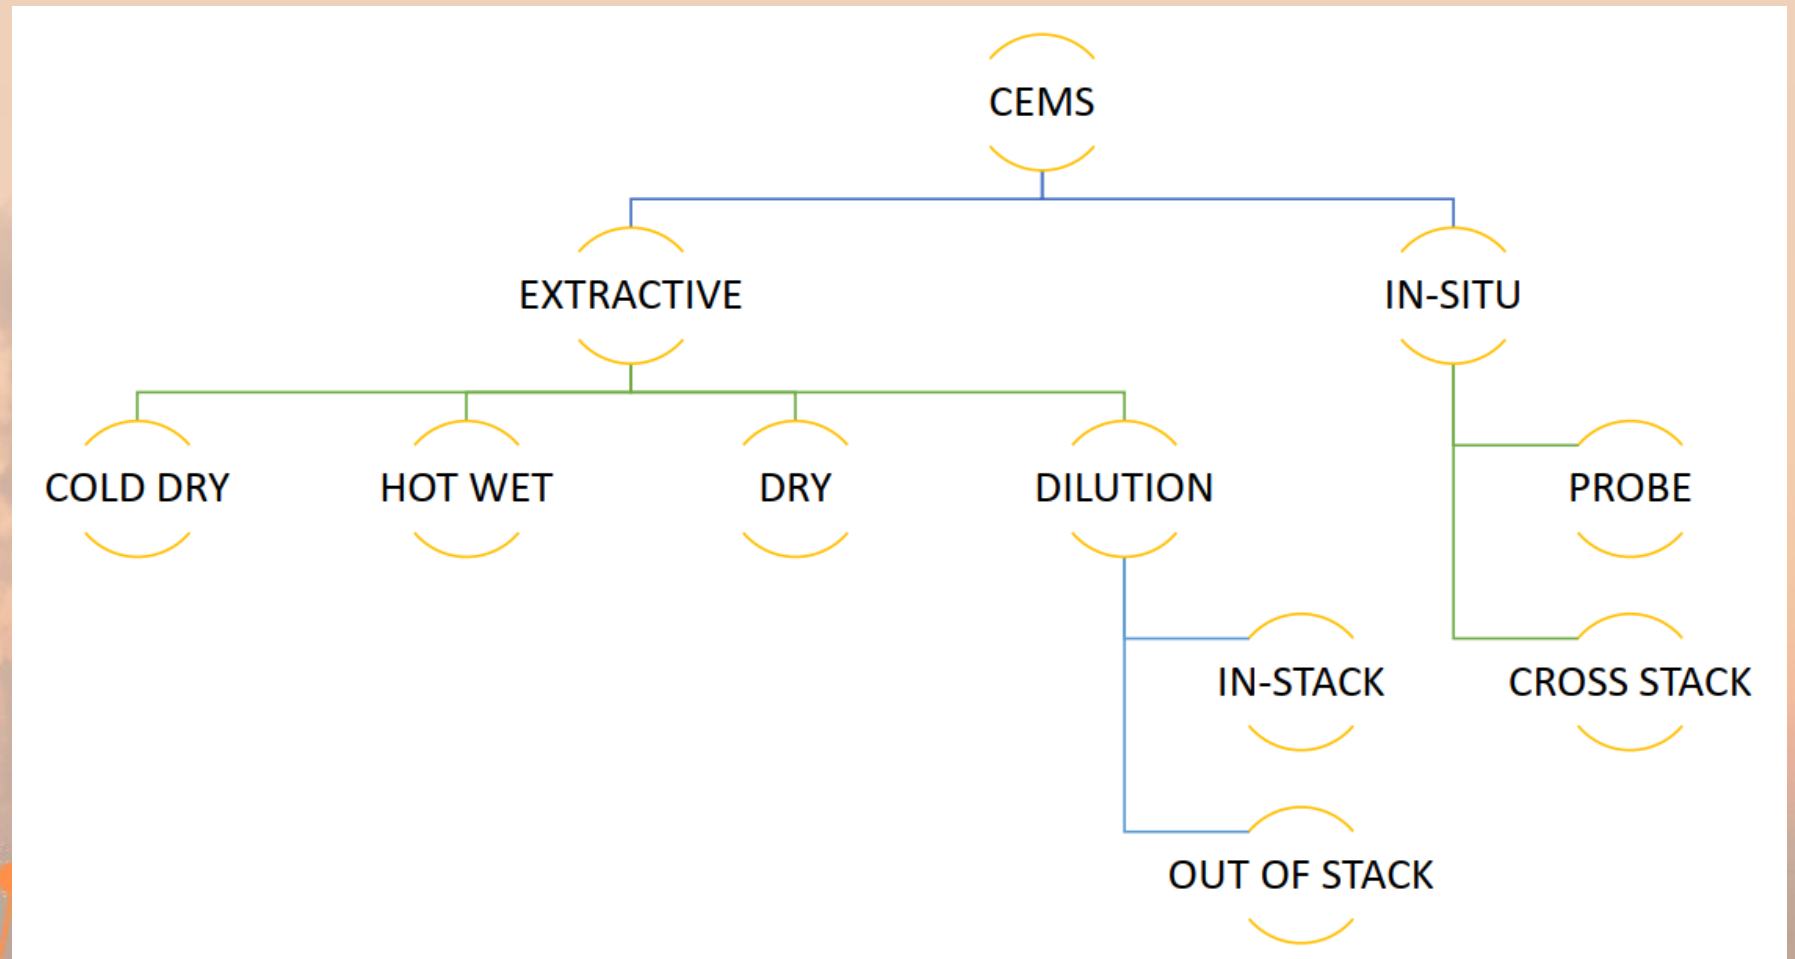 CEMS
EXTRACTIVE
IN-SITU
COLD DRY
HOT WET
DRY
DILUTION
PROBE
IN-STACK
CROSS STACK
OUT OF STACK